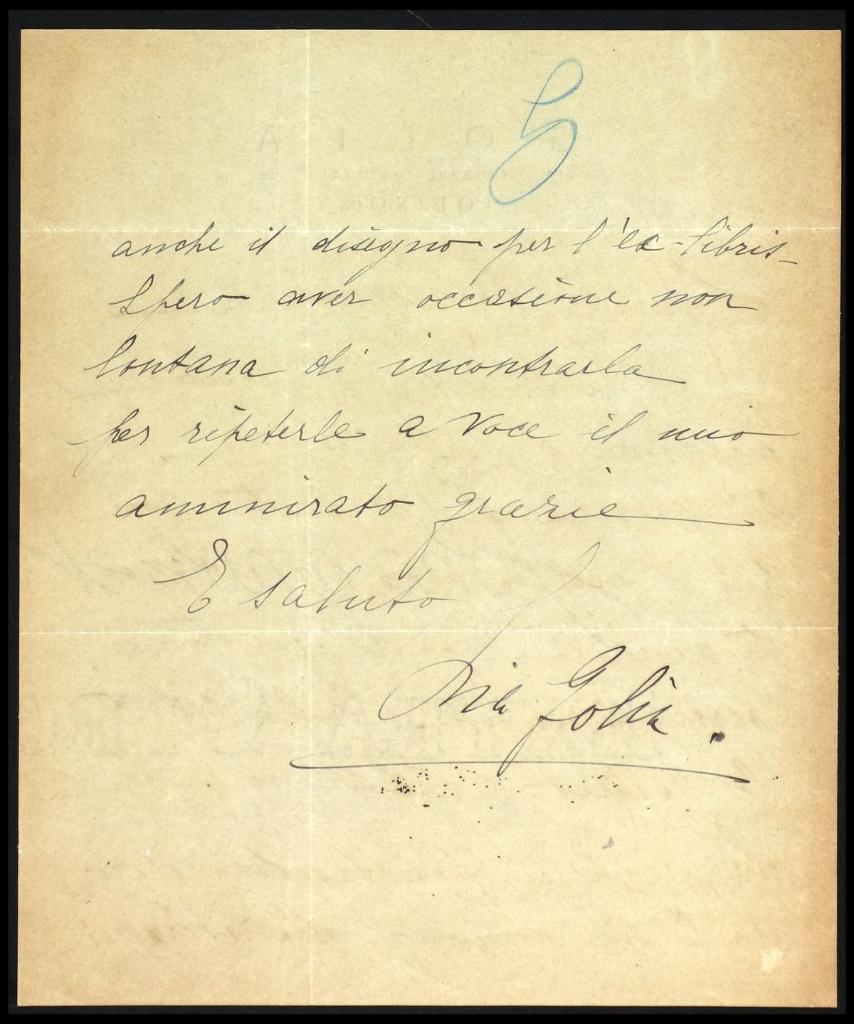 anche il disegno per l'ex-libris–
Spero aver occasione non
lontana di incontrarla
per ripeterle a voce il mio
ammirato grazie
E saluto
Golia.